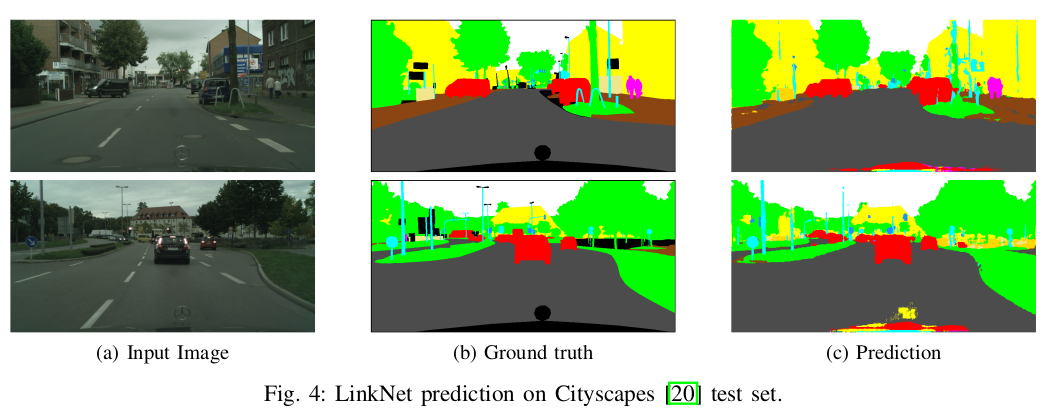 (a) Input Image
(b) Ground truth
(c) Prediction
Fig. 4: LinkNet prediction on Cityscapes [20] test set.